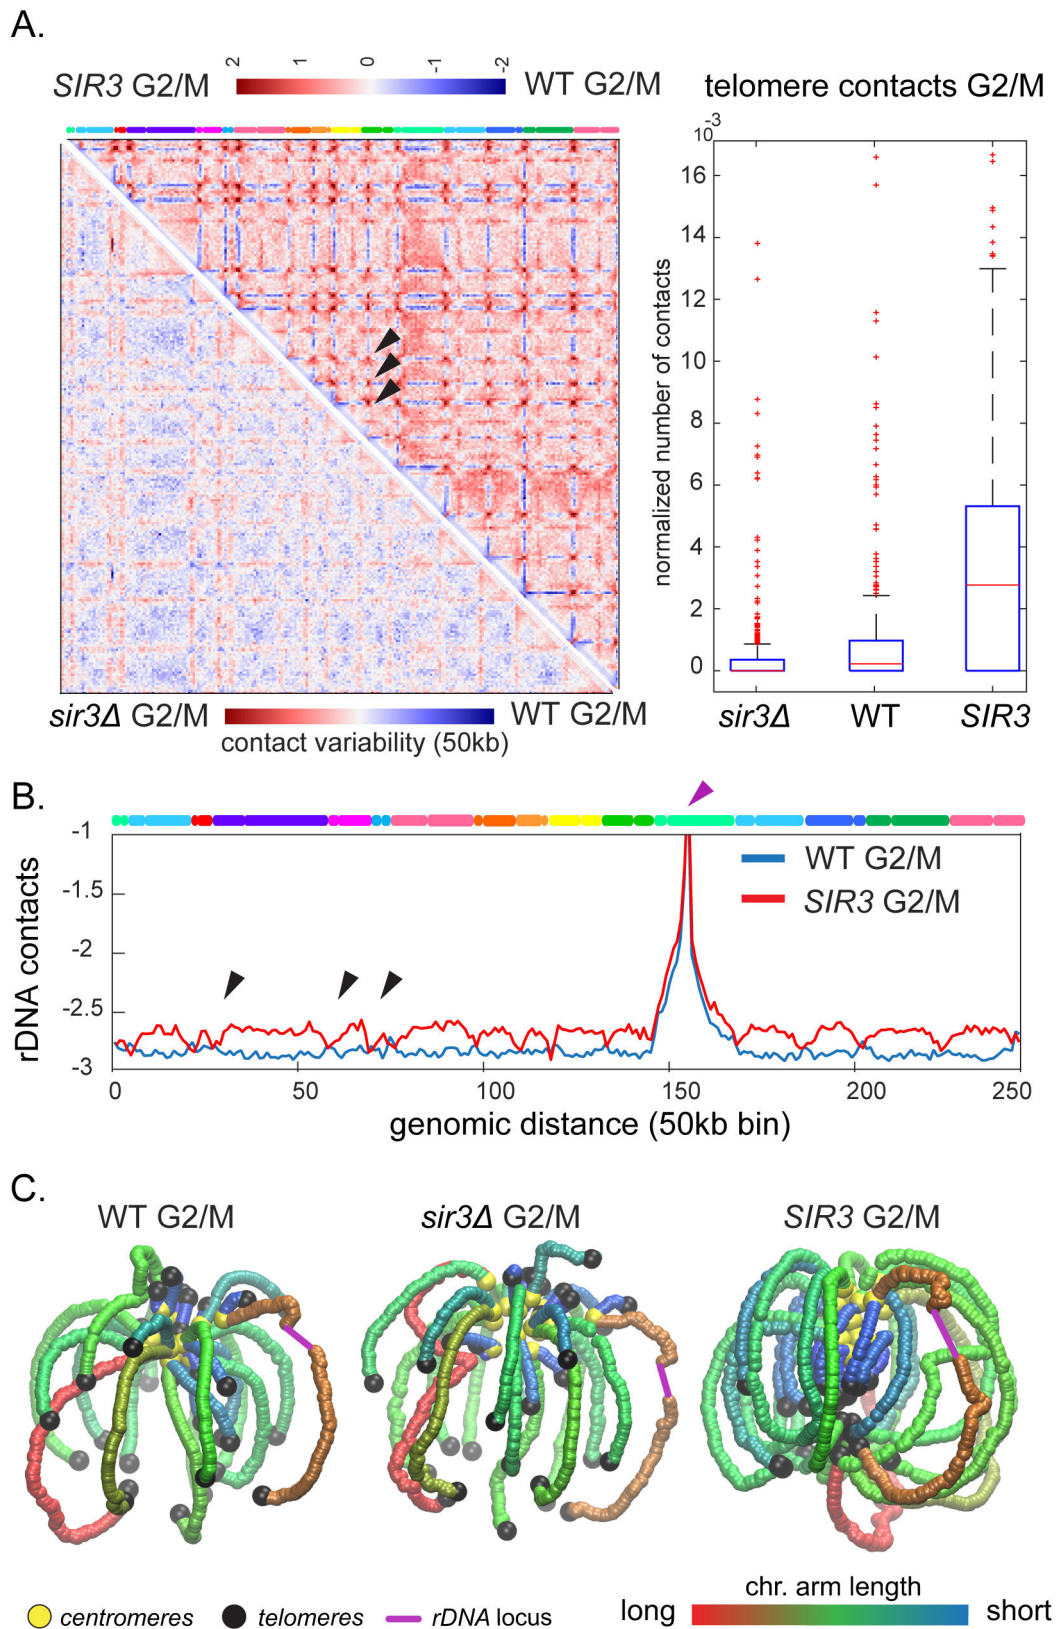 A.
SIR3 G2/M
2
1
0
-1
-2
WT G2/M
telomere contacts G2/M
10
-3
16
14
12
10
8
6
4
2
0
normalized number of contacts
sir3Δ
WT
SIR3
sir3Δ G2/M
WT G2/M
contact variability (50kb)
B.
-1
-1.5
-2
-2.5
-3
rDNA contacts
WT G2/M
SIR3 G2/M
0
50
100
150
200
250
genomic distance (50kb bin)
C.
WT G2/M
sir3Δ G2/M
SIR3 G2/M
centromeres
telomeres
rDNA locus
chr. arm length
long
short